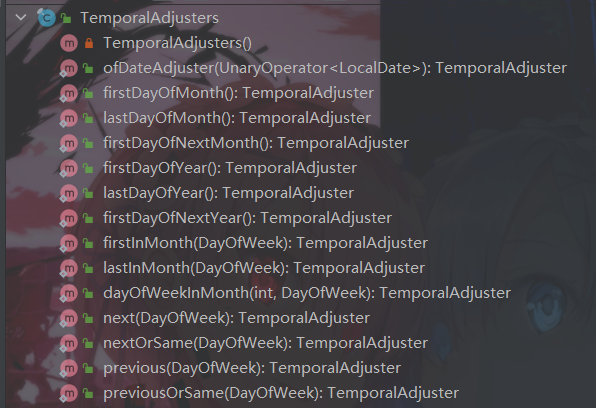 TemporalAdjusters
TemporalAdjusters()
ofDateAdjuster(UnaryOperator<LocalDate>): TemporalAdjuster
firstDayOfMonth(): TemporalAdjuster
lastDayOfMonth(): TemporalAdjuster
firstDayOfNextMonth(): TemporalAdjuster
firstDayOfYear(): TemporalAdjuster
lastDayOfYear(): TemporalAdjuster
firstDayOfNextYear(): TemporalAdjuster
firstInMonth(DayOfWeek): TemporalAdjuster
lastInMonth(DayOfWeek): TemporalAdjuster
dayOfWeekInMonth(int, DayOfWeek): TemporalAdjuster
next(DayOfWeek): TemporalAdjuster
nextOrSame(DayOfWeek): TemporalAdjuster
previous(DayOfWeek): TemporalAdjuster
previousOrSame(DayOfWeek): TemporalAdjuster